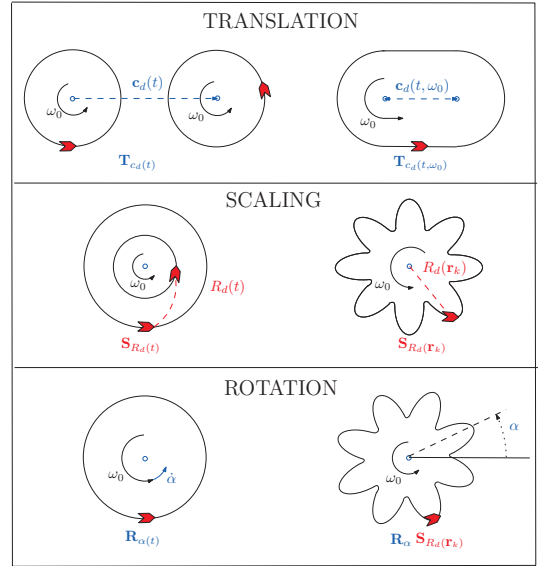 TRANSLATION
𝐜_d(t)
ω₀
ω₀
𝐓_{c_d(t)}
𝐜_d(t, ω₀)
ω₀
𝐓_{c_d(t,ω₀)}
SCALING
ω₀
R_d(t)
𝐒_{R_d(t)}
R_d(𝐫_k)
ω₀
𝐒_{R_d(𝐫_k)}
ROTATION
ω₀
α̇
𝐑_{α(t)}
α
ω₀
𝐑_α 𝐒_{R_d(𝐫_k)}